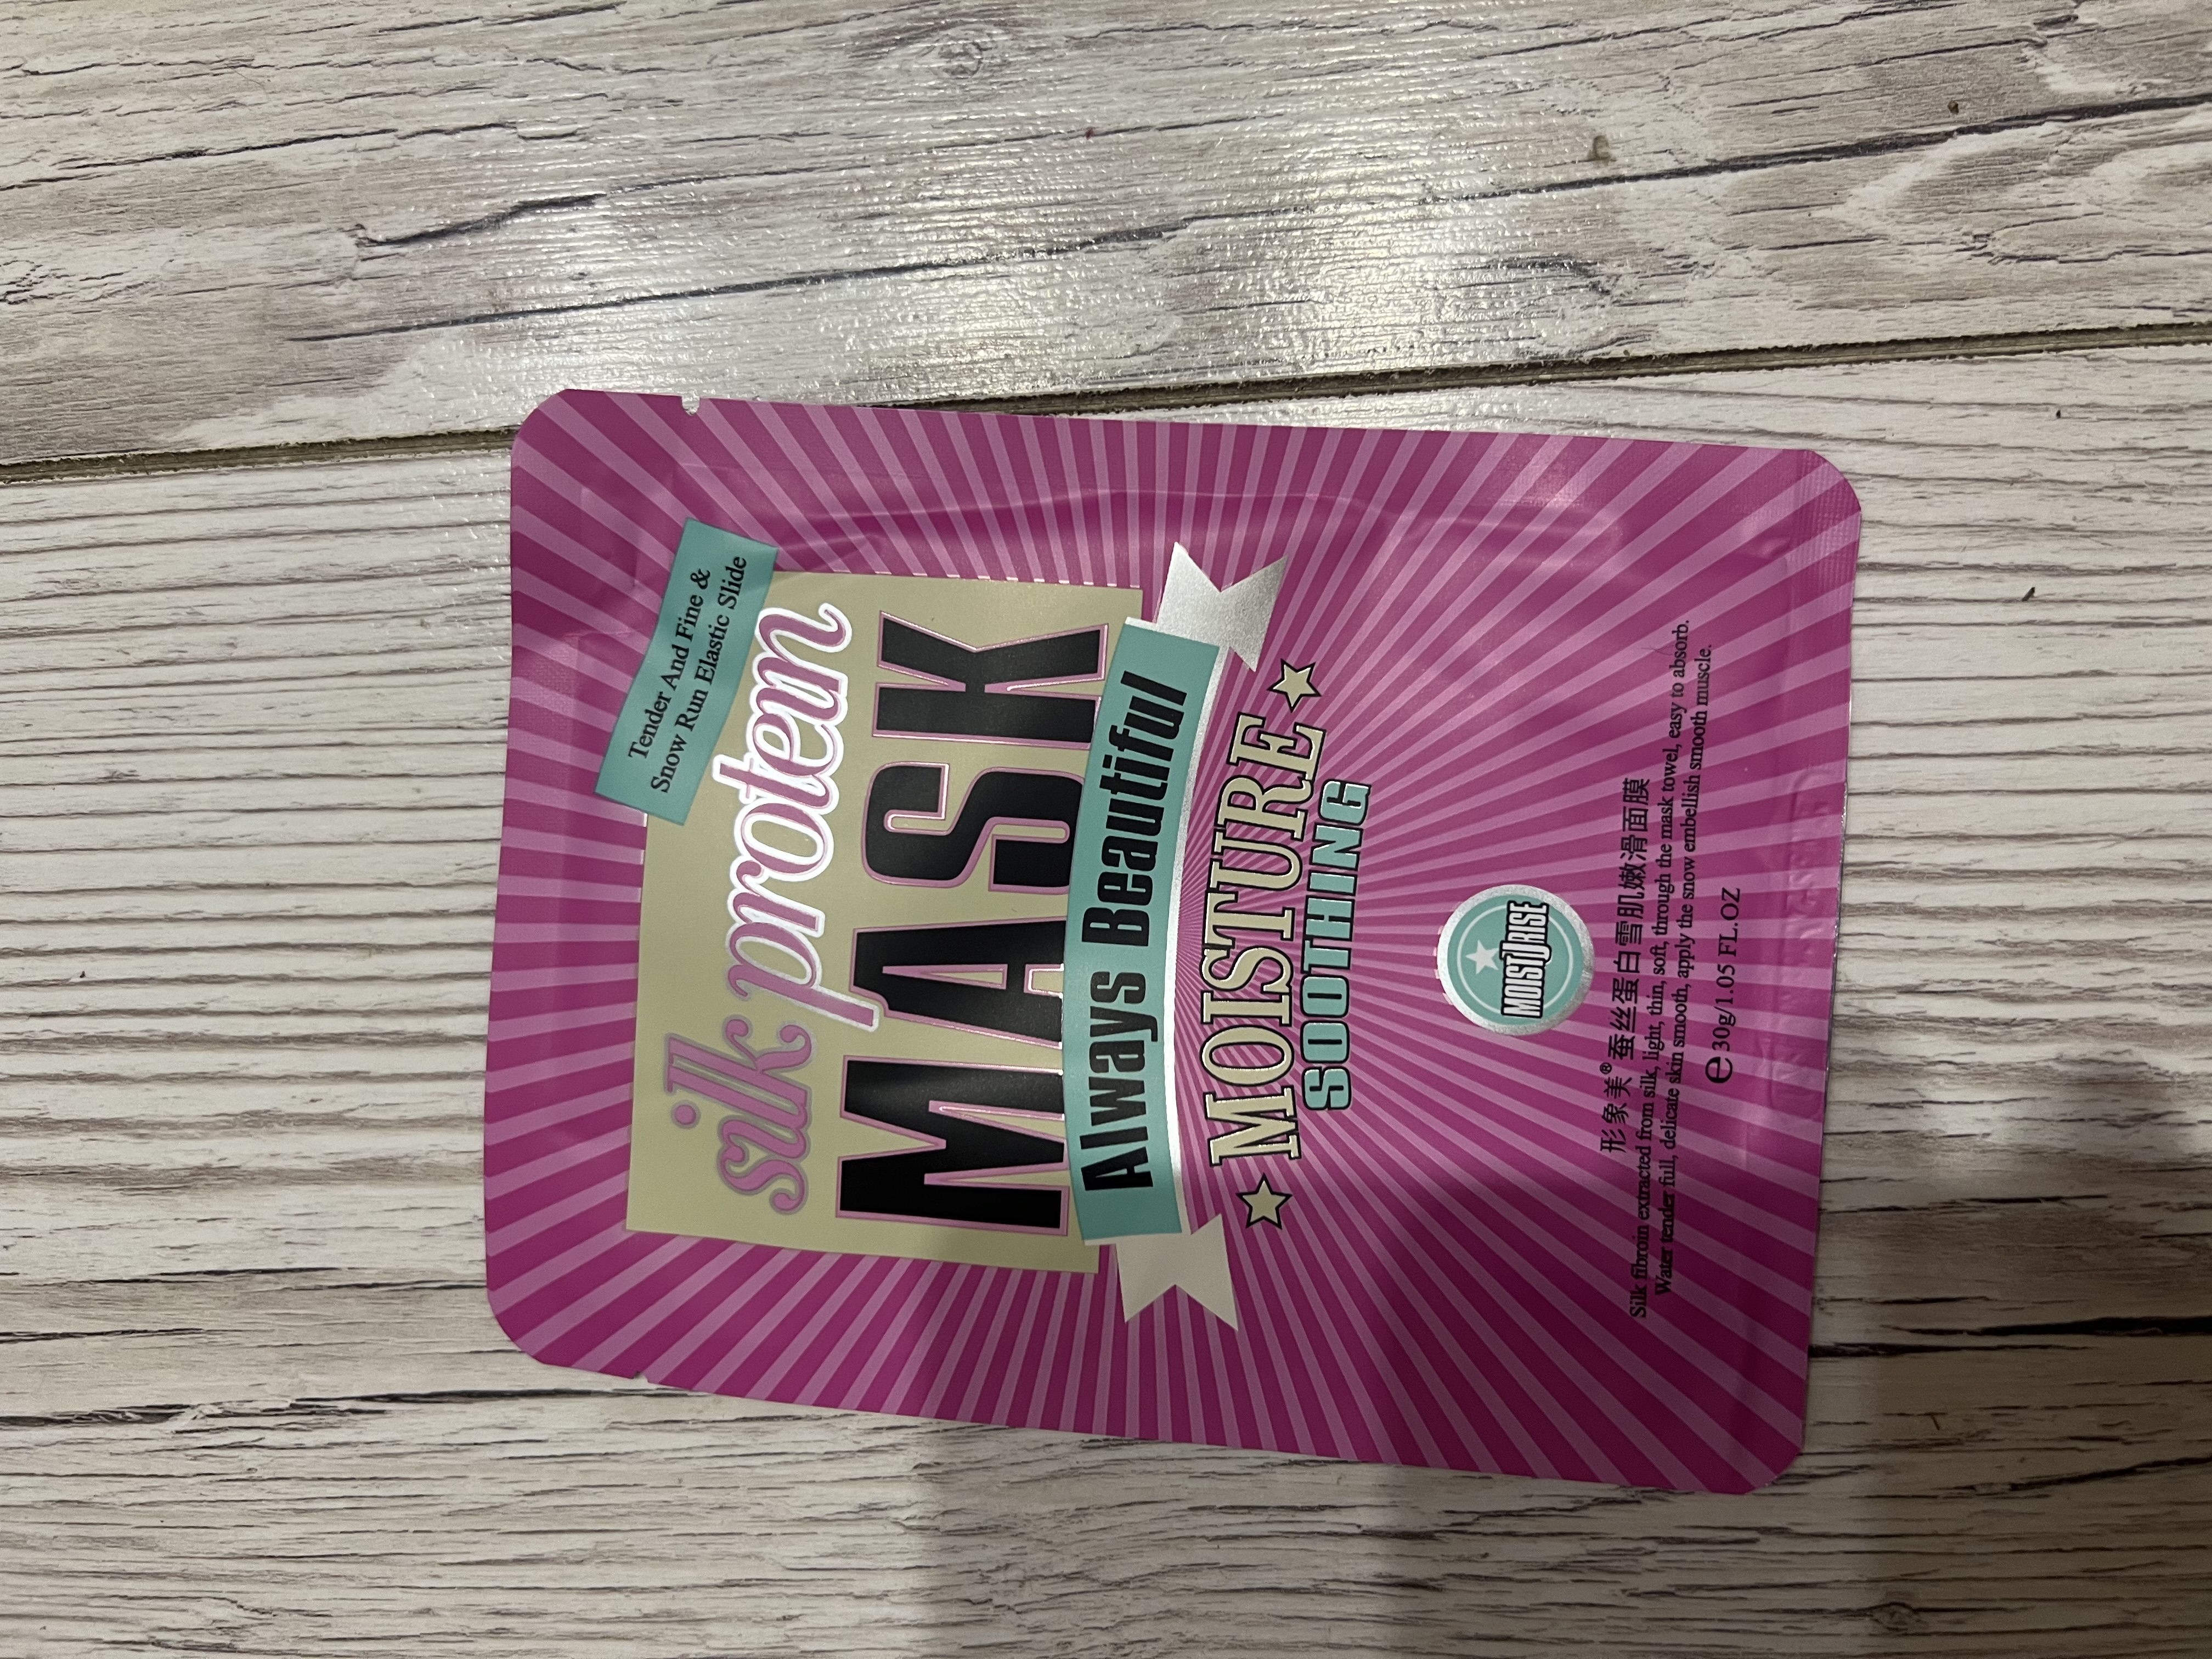 Tender And Fine &
Snow Run Elastic Slide
silk protein
MASK
Always Beautiful
MOISTURE
SOOTHING
MOISTURISE
形象美®蚕丝蛋白雪肌嫩滑面膜
Silk fibroin extracted from silk, light, thin, soft, through the mask towel, easy to absorb.
Water tender full, delicate skin smooth, apply the snow embellish smooth muscle.
e30g/1.05 FL.OZ